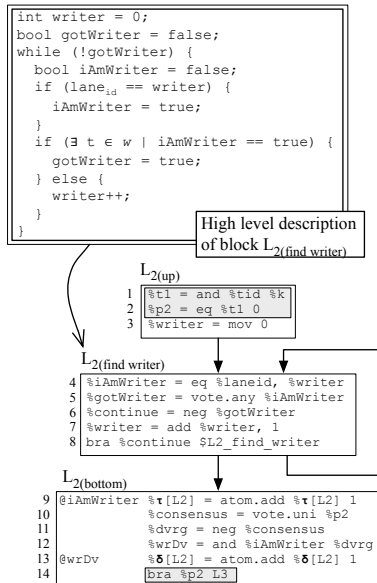 int writer = 0;
bool gotWriter = false;
while (!gotWriter) {
bool iAmWriter = false;
if (lane_id == writer) {
iAmWriter = true;
}
if (∃ t ∈ w | iAmWriter == true) {
gotWriter = true;
} else {
writer++;
}
}
High level description
of block L2(find writer)
L2(up)
1 %t1 = and %tid %k
2 %p2 = eq %t1 0
3 %writer = mov 0
L2(find writer)
4 %iAmWriter = eq %laneid, %writer
5 %gotWriter = vote.any %iAmWriter
6 %continue = neg %gotWriter
7 %writer = add %writer, 1
8 bra %continue $L2_find_writer
L2(bottom)
9 @iAmWriter %τ[L2] = atom.add %τ[L2] 1
10 %consensus = vote.uni %p2
11 %dvrg = neg %consensus
12 %wrDv = and %iAmWriter %dvrg
13 @wrDv %δ[L2] = atom.add %δ[L2] 1
14 bra %p2 L3